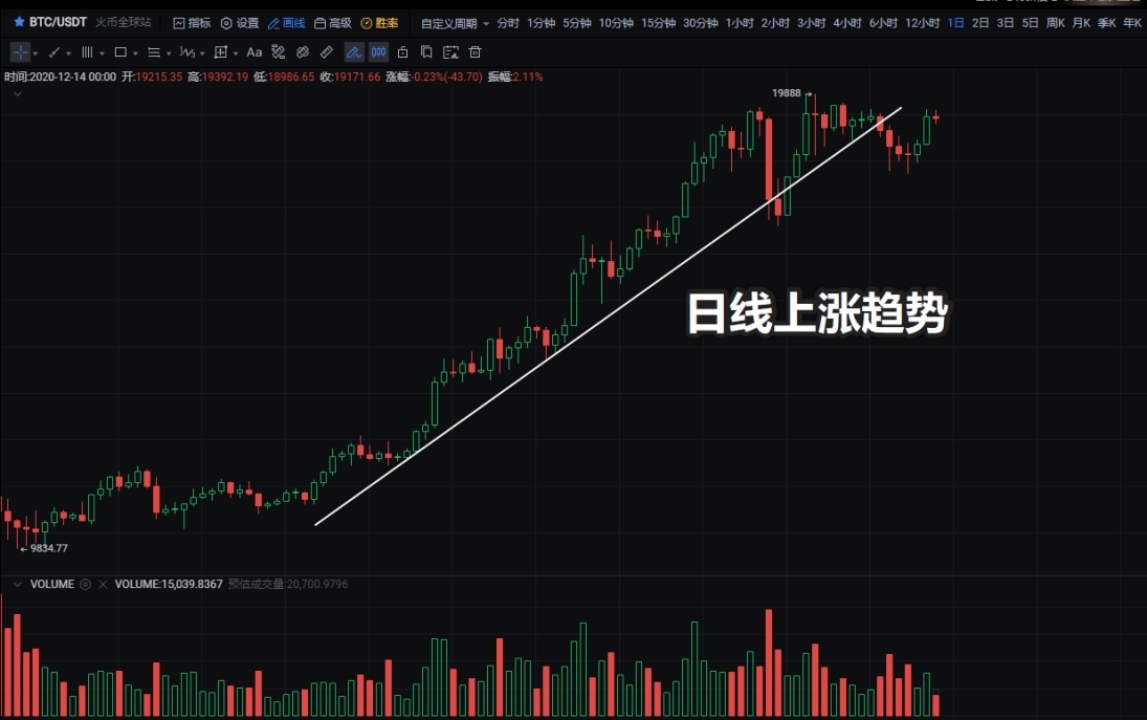 BTC/USDT 火币全球站 指标 设置 画线 高级 胜率 自定义周期 分时 1分钟 5分钟 10分钟 15分钟 30分钟 1小时 2小时 3小时 4小时 6小时 12小时 1日 2日 3日 5日 周K 月K 季K 年K
Aa
时间:2020-12-14 00:00 开:19215.35 高:19392.19 低:18986.65 收:19171.66 涨幅:-0.23%(-43.70) 振幅:2.11%
19888→
日线上涨趋势
←9834.77
VOLUME VOLUME:15,039.8367 预估成交量:20,700.9796